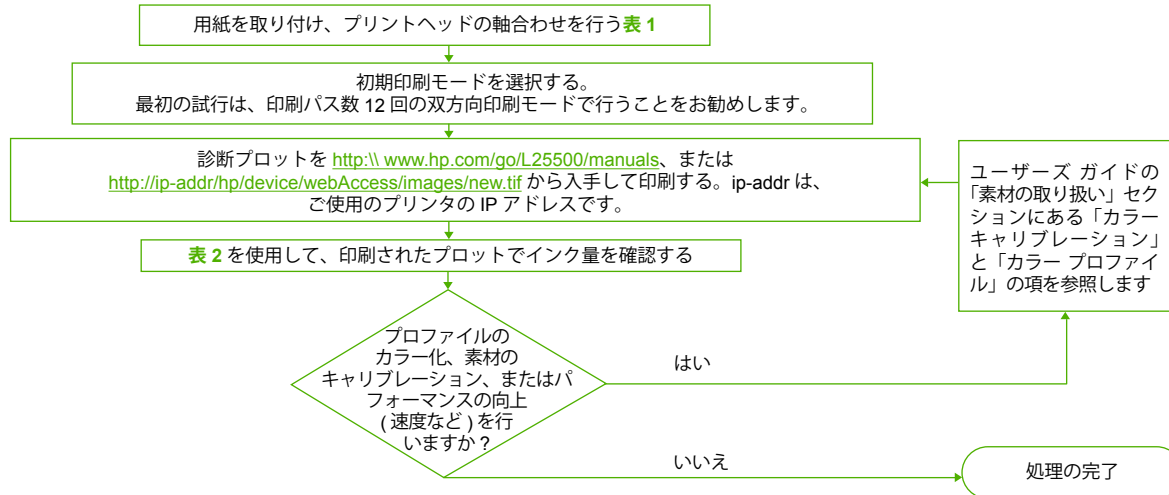 用紙を取り付け、プリントヘッドの軸合わせを行う表 1
初期印刷モードを選択する。
最初の試行は、印刷パス数 12 回の双方向印刷モードで行うことをお勧めします。
診断プロットを http:\\ www.hp.com/go/L25500/manuals、または
http://ip-addr/hp/device/webAccess/images/new.tif から入手して印刷する。ip-addr は、
ご使用のプリンタの IP アドレスです。
ユーザーズ ガイドの
「素材の取り扱い」セク
ションにある「カラー
キャリブレーション」
と「カラー プロファイ
ル」の項を参照します
表 2 を使用して、印刷されたプロットでインク量を確認する
プロファイルの
カラー化、素材の
キャリブレーション、またはパ
フォーマンスの向上
( 速度など ) を行
いますか？
はい
いいえ
処理の完了